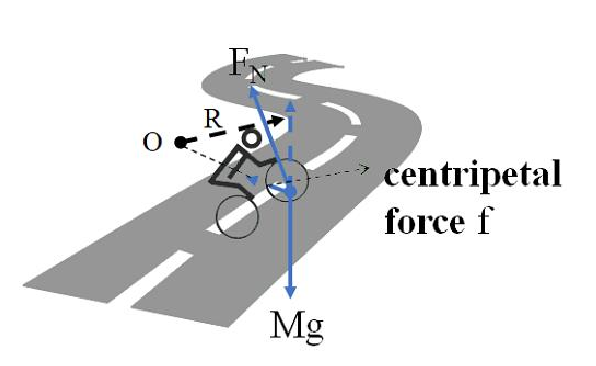 F_N
R
O
centripetal
force f
Mg